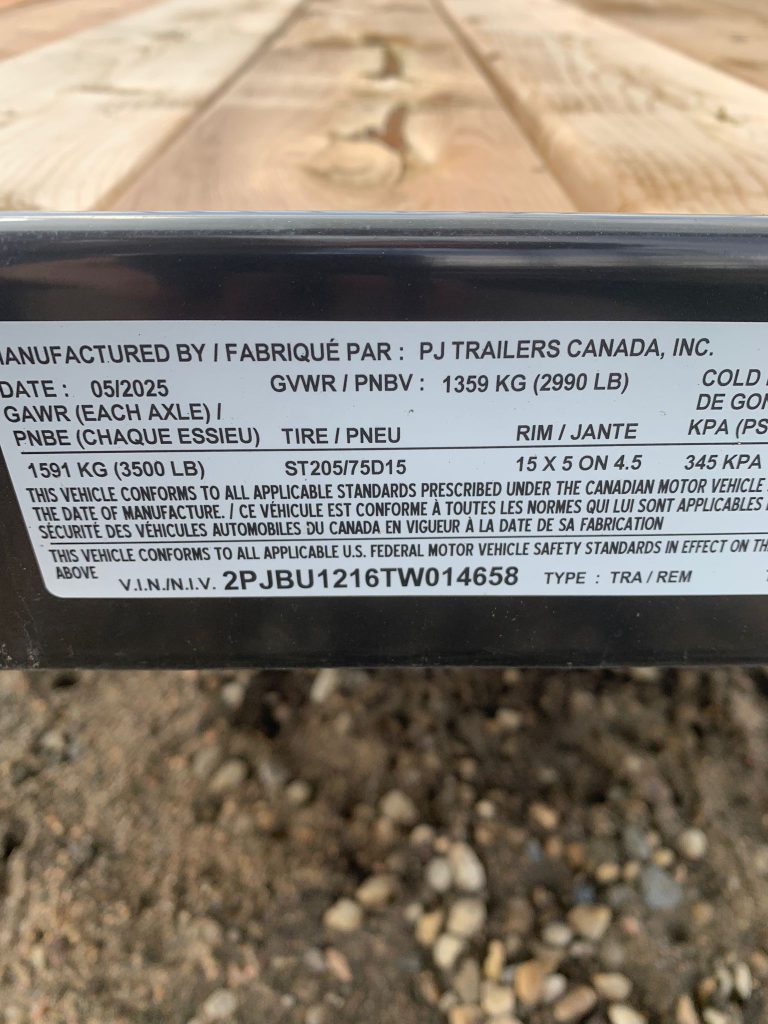 MANUFACTURED BY / FABRIQUÉ PAR : PJ TRAILERS CANADA, INC.
DATE : 05/2025 GVWR / PNBV : 1359 KG (2990 LB) COLD
GAWR (EACH AXLE) / DE GON
PNBE (CHAQUE ESSIEU) TIRE / PNEU RIM / JANTE KPA (PS
1591 KG (3500 LB) ST205/75D15 15 X 5 ON 4.5 345 KPA
THIS VEHICLE CONFORMS TO ALL APPLICABLE STANDARDS PRESCRIBED UNDER THE CANADIAN MOTOR VEHICLE
THE DATE OF MANUFACTURE. / CE VÉHICULE EST CONFORME À TOUTES LES NORMES QUI LUI SONT APPLICABLES
SÉCURITÉ DES VÉHICULES AUTOMOBILES DU CANADA EN VIGUEUR À LA DATE DE SA FABRICATION
THIS VEHICLE CONFORMS TO ALL APPLICABLE U.S. FEDERAL MOTOR VEHICLE SAFETY STANDARDS IN EFFECT ON TH
ABOVE V.I.N./N.I.V. 2PJBU1216TW014658 TYPE : TRA / REM